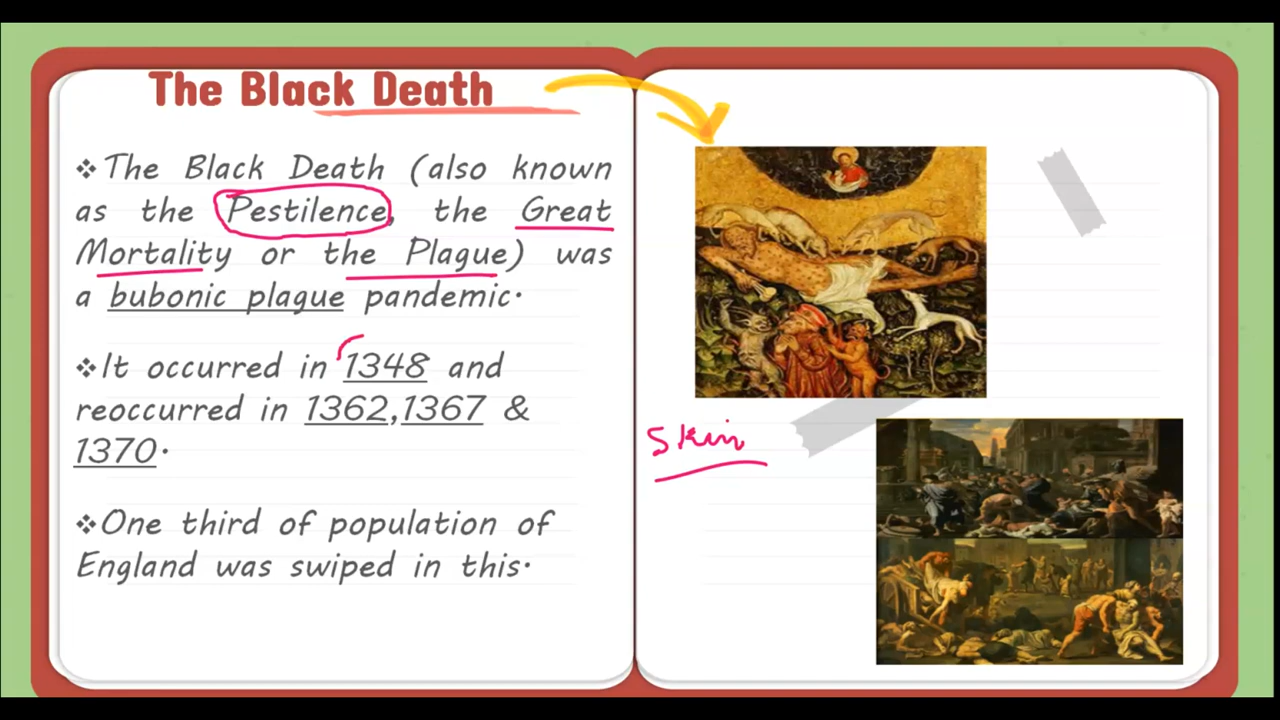 The Black Death
❖The Black Death (also known
as the Pestilence, the Great
Mortality or the Plague) was
a bubonic plague pandemic.
❖It occurred in 1348 and
reoccurred in 1362,1367 &
1370.
❖One third of population of
England was swiped in this.
Skin